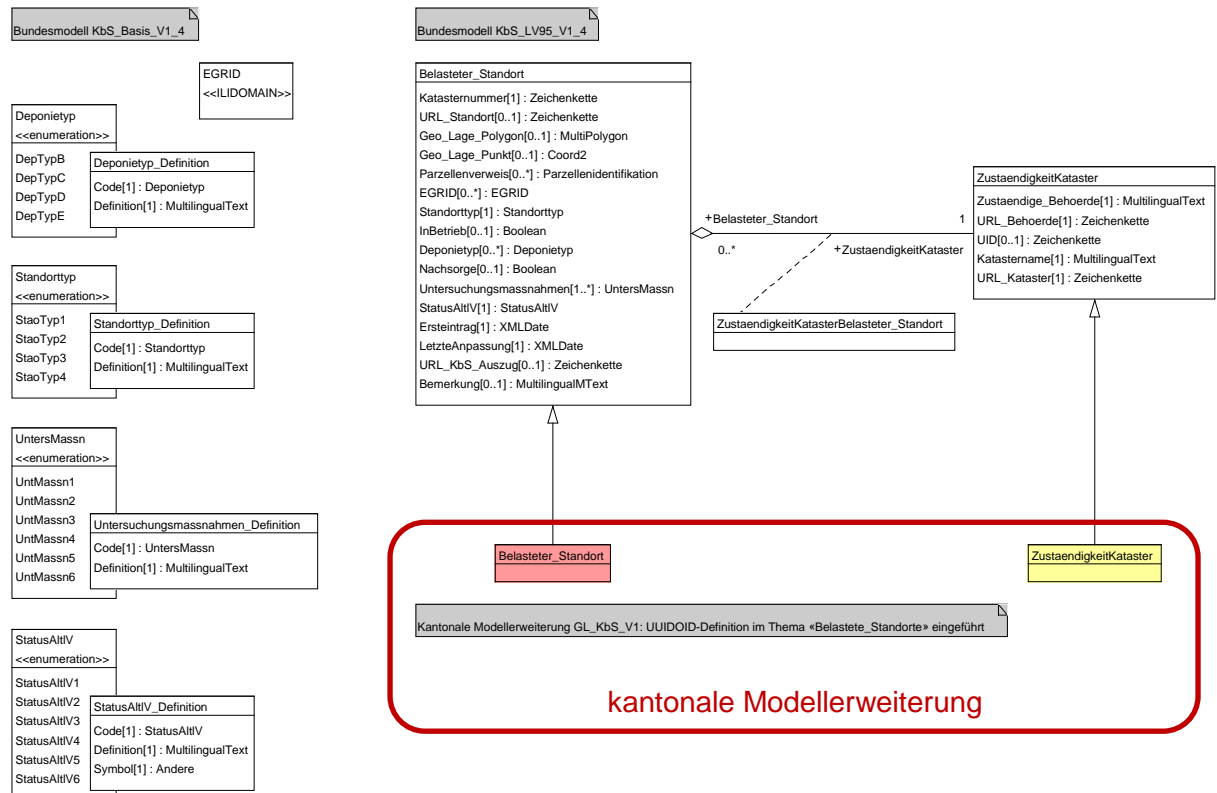 Bundesmodell KbS_Basis_V1_4
EGRID
<<ILIDOMAIN>>
Deponietyp
<<enumeration>>
DepTypB
DepTypC
DepTypD
DepTypE
Deponietyp_Definition
Code[1] : Deponietyp
Definition[1] : MultilingualText
Standorttyp
<<enumeration>>
StaoTyp1
StaoTyp2
StaoTyp3
StaoTyp4
Standorttyp_Definition
Code[1] : Standorttyp
Definition[1] : MultilingualText
UntersMassn
<<enumeration>>
UntMassn1
UntMassn2
UntMassn3
UntMassn4
UntMassn5
UntMassn6
Untersuchungsmassnahmen_Definition
Code[1] : UntersMassn
Definition[1] : MultilingualText
StatusAltlV
<<enumeration>>
StatusAltlV1
StatusAltlV2
StatusAltlV3
StatusAltlV4
StatusAltlV5
StatusAltlV6
StatusAltlV_Definition
Code[1] : StatusAltlV
Definition[1] : MultilingualText
Symbol[1] : Andere
Bundesmodell KbS_LV95_V1_4
Belasteter_Standort
Katasternummer[1] : Zeichenkette
URL_Standort[0..1] : Zeichenkette
Geo_Lage_Polygon[0..1] : MultiPolygon
Geo_Lage_Punkt[0..1] : Coord2
Parzellenverweis[0..*] : Parzellenidentifikation
EGRID[0..*] : EGRID
Standorttyp[1] : Standorttyp
InBetrieb[0..1] : Boolean
Deponietyp[0..*] : Deponietyp
Nachsorge[0..1] : Boolean
Untersuchungsmassnahmen[1..*] : UntersMassn
StatusAltlV[1] : StatusAltlV
Ersteintrag[1] : XMLDate
LetzteAnpassung[1] : XMLDate
URL_KbS_Auszug[0..1] : Zeichenkette
Bemerkung[0..1] : MultilingualMText
+Belasteter_Standort
0..*
1
+ZustaendigkeitKataster
ZustaendigkeitKatasterBelasteter_Standort
ZustaendigkeitKataster
Zustaendige_Behoerde[1] : MultilingualText
URL_Behoerde[1] : Zeichenkette
UID[0..1] : Zeichenkette
Katastername[1] : MultilingualText
URL_Kataster[1] : Zeichenkette
Belasteter_Standort
ZustaendigkeitKataster
Kantonale Modellerweiterung GL_KbS_V1: UUIDOID-Definition im Thema «Belastete_Standorte» eingeführt
kantonale Modellerweiterung